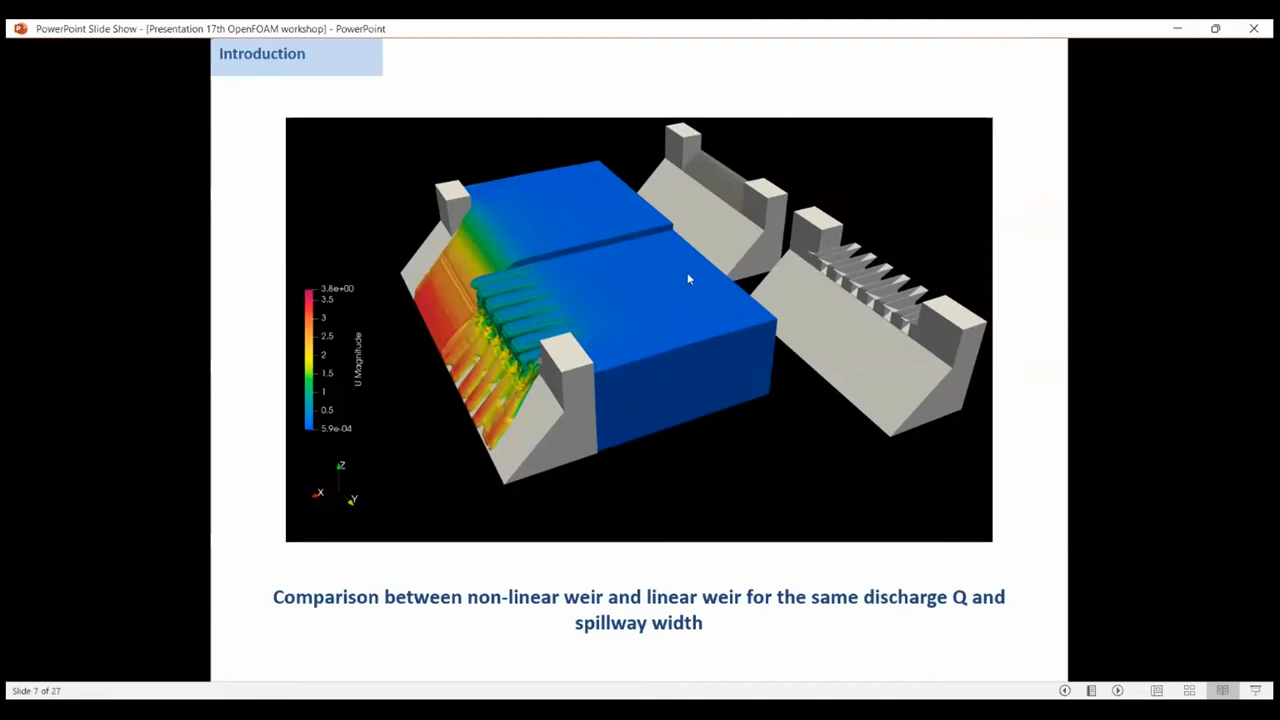 PowerPoint Slide Show - [Presentation 17th OpenFOAM workshop] - PowerPoint
Introduction
3.8e+00
3.5
3
2.5
2
1.5
1
0.5
5.9e-04
U Magnitude
Z
X
Y
Comparison between non-linear weir and linear weir for the same discharge Q and
spillway width
Slide 7 of 27